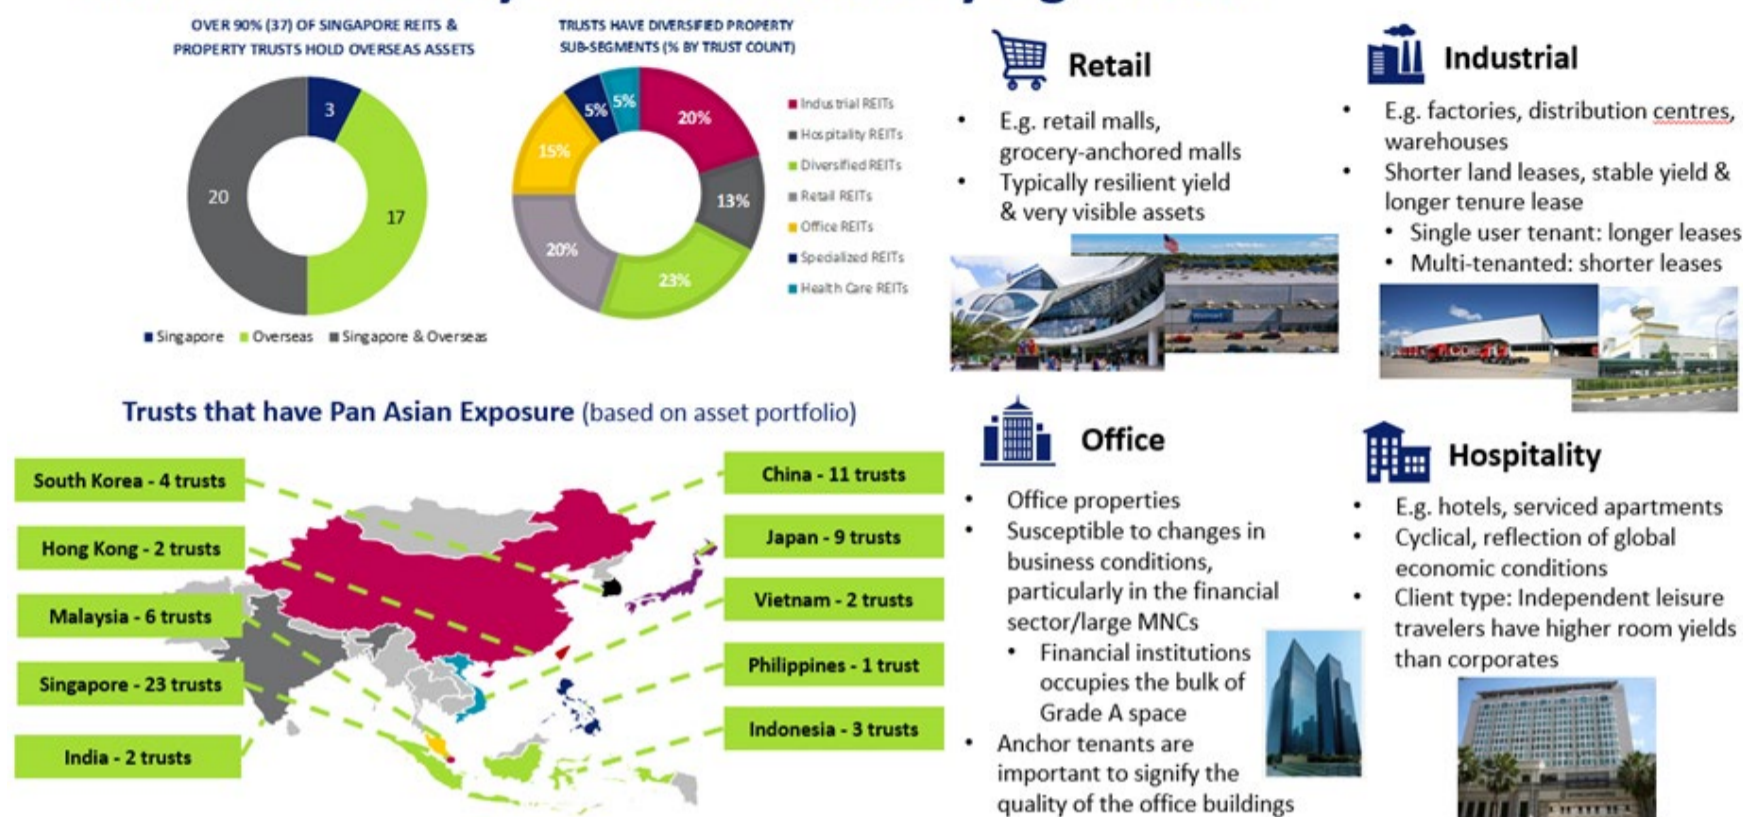 OVER 90% (37) OF SINGAPORE REITS &
PROPERTY TRUSTS HOLD OVERSEAS ASSETS
3
17
20
Singapore
Overseas
Singapore & Overseas
TRUSTS HAVE DIVERSIFIED PROPERTY
SUB-SEGMENTS (% BY TRUST COUNT)
5%
5%
20%
15%
13%
20%
23%
Industrial REITs
Hospitality REITs
Diversified REITs
Retail REITs
Office REITs
Specialized REITs
Health Care REITs
Trusts that have Pan Asian Exposure (based on asset portfolio)
South Korea - 4 trusts
Hong Kong - 2 trusts
Malaysia - 6 trusts
Singapore - 23 trusts
India - 2 trusts
China - 11 trusts
Japan - 9 trusts
Vietnam - 2 trusts
Philippines - 1 trust
Indonesia - 3 trusts
Retail
• E.g. retail malls,
grocery-anchored malls
• Typically resilient yield
& very visible assets
Walmart
Industrial
• E.g. factories, distribution centres,
warehouses
• Shorter land leases, stable yield &
longer tenure lease
• Single user tenant: longer leases
• Multi-tenanted: shorter leases
Office
• Office properties
• Susceptible to changes in
business conditions,
particularly in the financial
sector/large MNCs
• Financial institutions
occupies the bulk of
Grade A space
• Anchor tenants are
important to signify the
quality of the office buildings
Hospitality
• E.g. hotels, serviced apartments
• Cyclical, reflection of global
economic conditions
• Client type: Independent leisure
travelers have higher room yields
than corporates